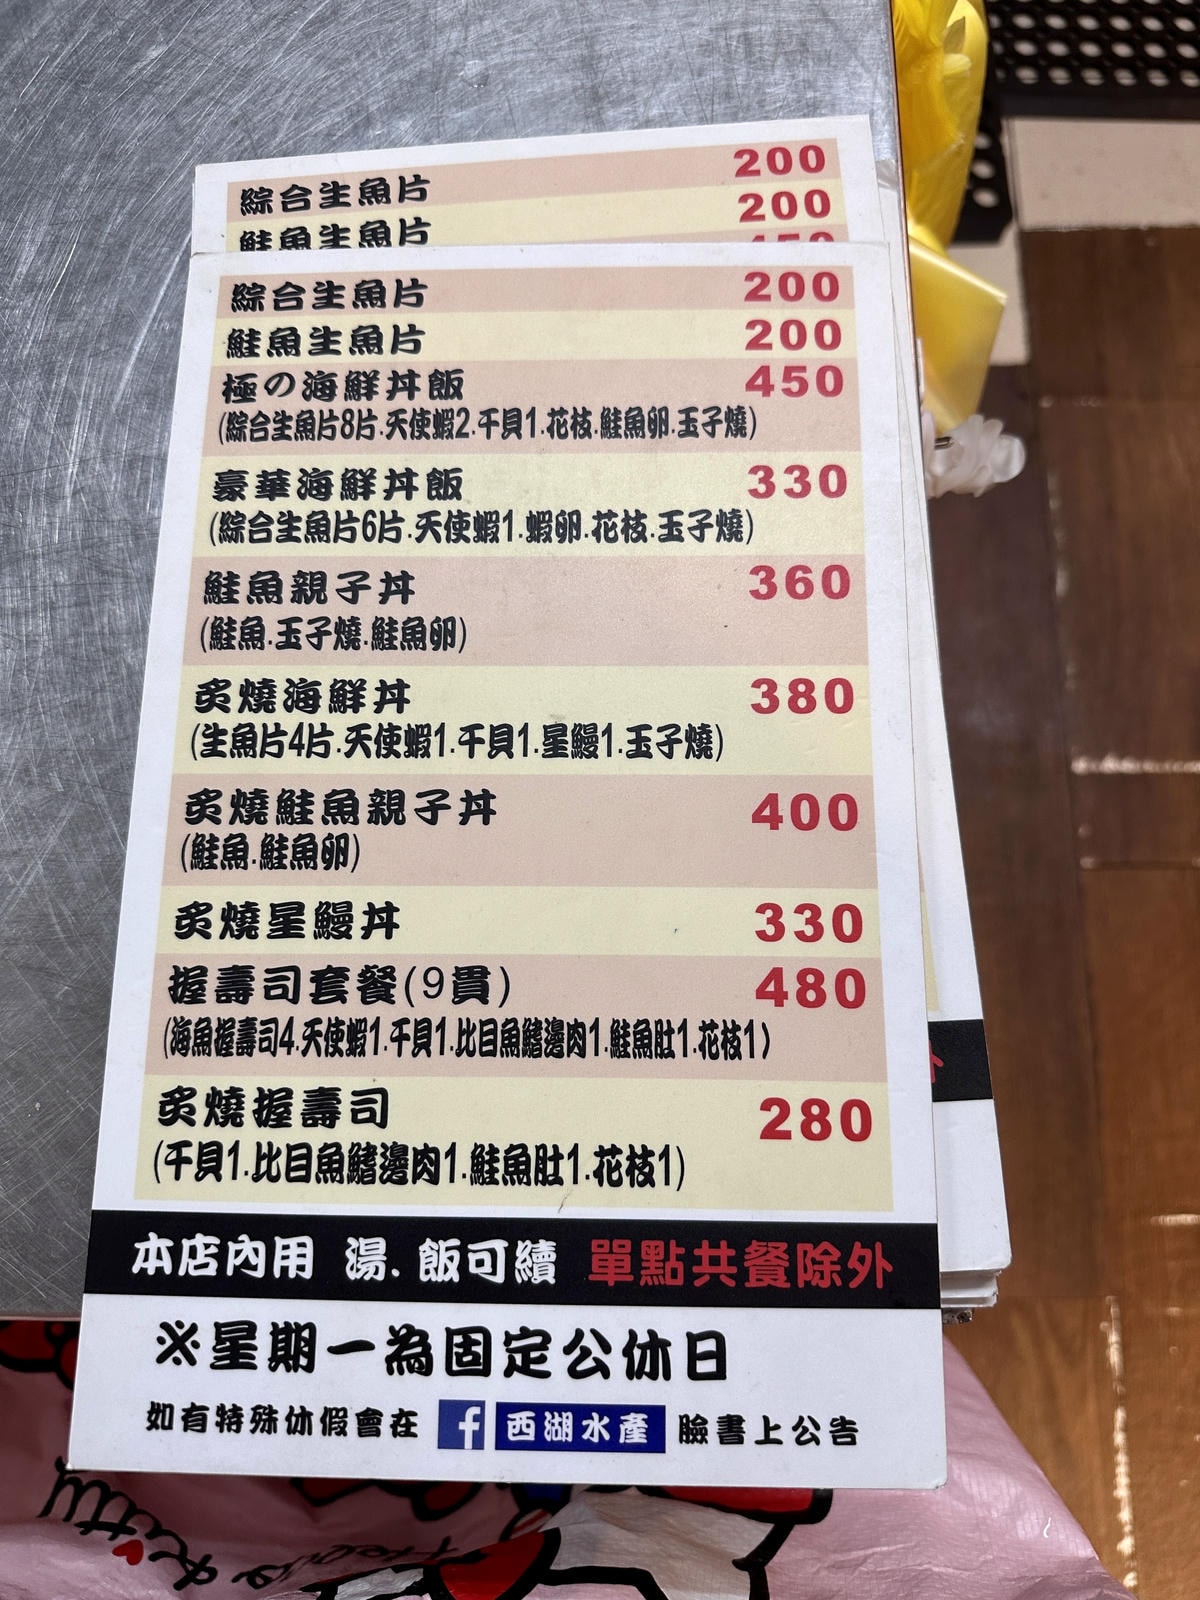 綜合生魚片 200
鮭魚生魚片 200
450
綜合生魚片 200
鮭魚生魚片 200
極の海鮮丼飯 450
(綜合生魚片8片.天使蝦2.干貝1.花枝.鮭魚卵.玉子燒)
豪華海鮮丼飯 330
(綜合生魚片6片.天使蝦1.蝦卵.花枝.玉子燒)
鮭魚親子丼 360
(鮭魚.玉子燒.鮭魚卵)
炙燒海鮮丼 380
(生魚片4片.天使蝦1.干貝1.星鰻1.玉子燒)
炙燒鮭魚親子丼 400
(鮭魚.鮭魚卵)
炙燒星鰻丼 330
握壽司套餐(9貫) 480
(海魚握壽司4.天使蝦1.干貝1.比目魚鰭邊肉1.鮭魚肚1.花枝1)
炙燒握壽司 280
(干貝1.比目魚鰭邊肉1.鮭魚肚1.花枝1)
本店內用 湯.飯可續 單點共餐除外
外
※星期一為固定公休日
如有特殊休假會在 f 西湖水產 臉書上公告
Hello Kitty